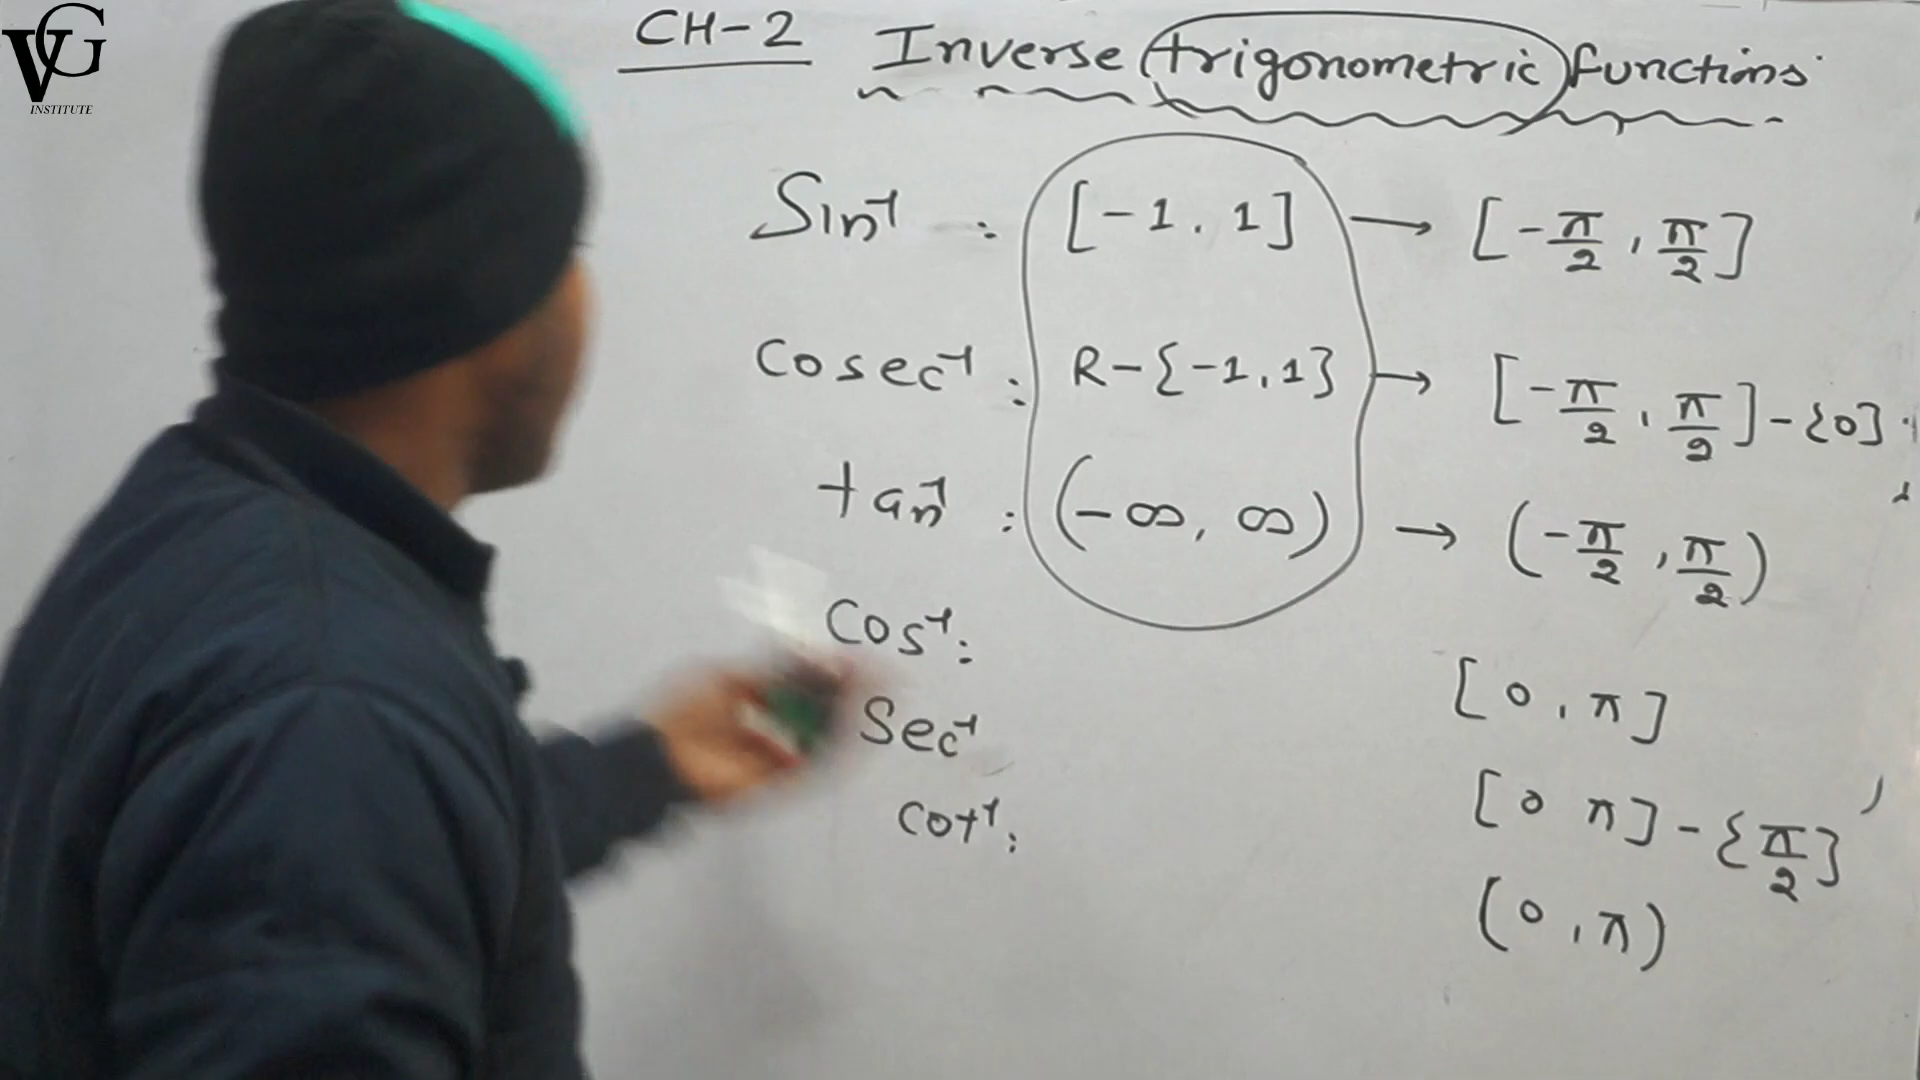 VG
INSTITUTE
CH-2 Inverse trigonometric functions
Sin⁻¹ : [-1, 1] → [-π/2, π/2]
Cosec⁻¹ : R-{-1,1} → [-π/2, π/2]-{0}
tan⁻¹ : (-∞, ∞) → (-π/2, π/2)
Cos⁻¹: [0, π]
Sec⁻¹ [0 π]-{π/2}
Cot⁻¹: (0, π)